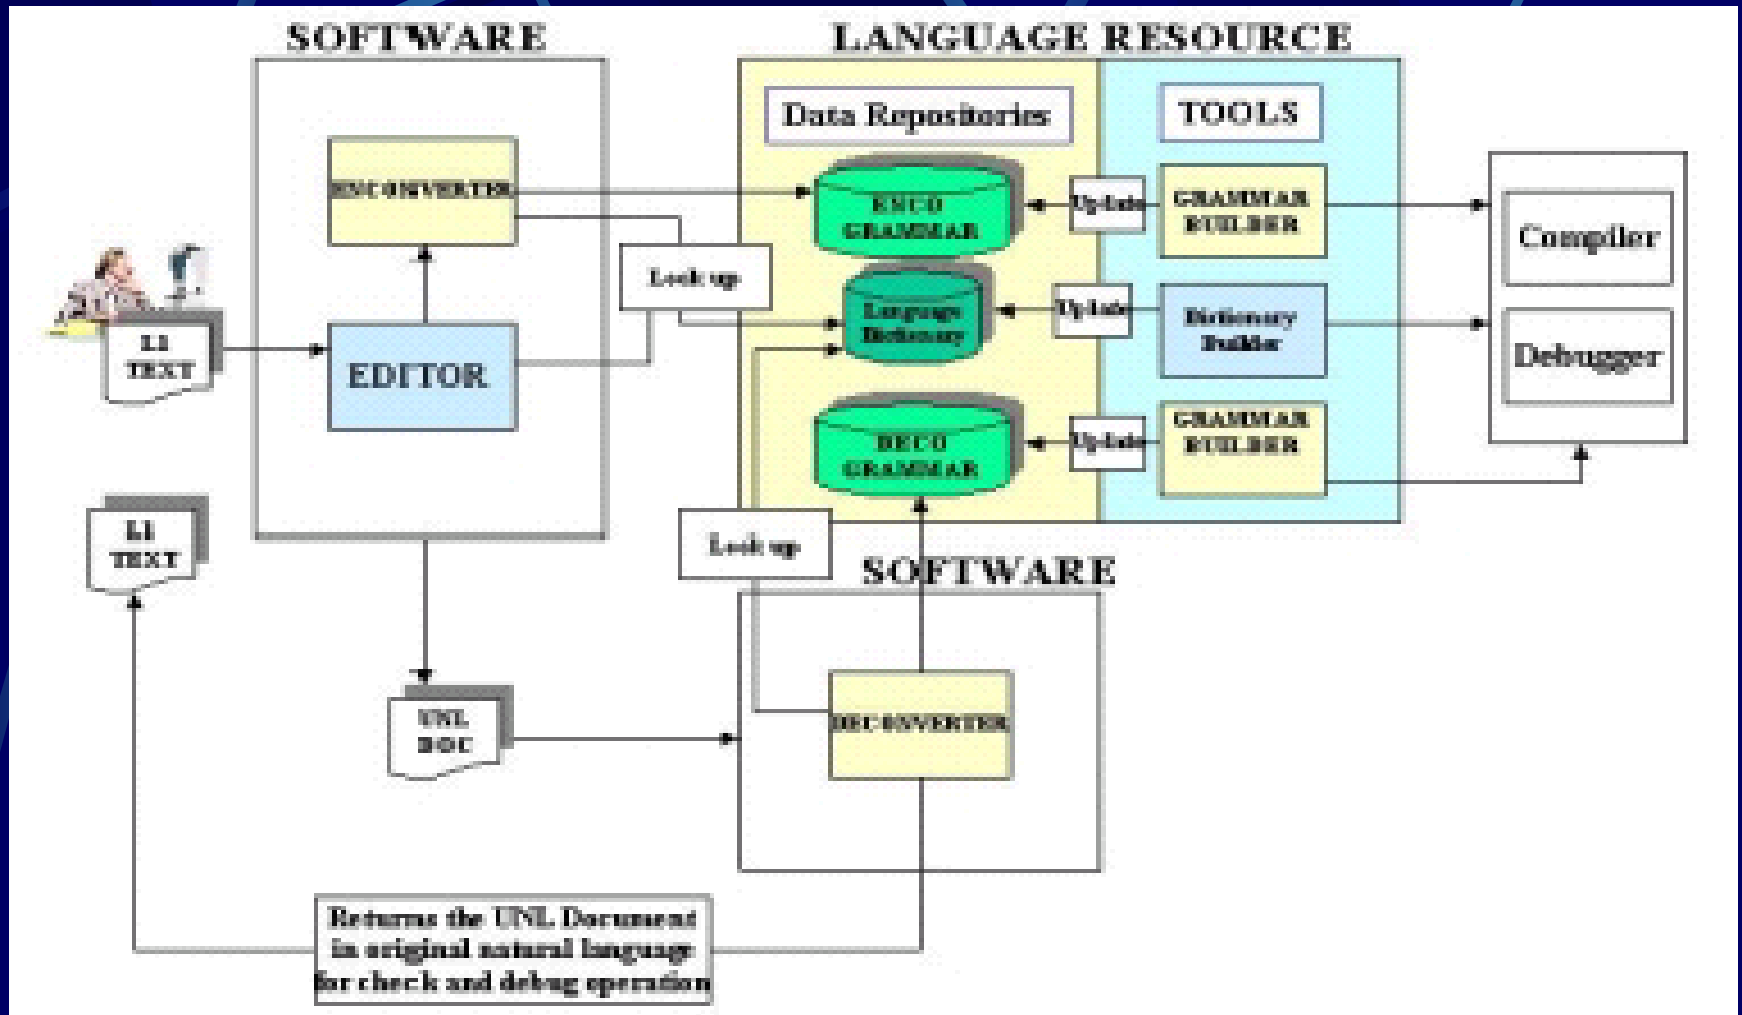 SOFTWARE
LANGUAGE RESOURCE
Data Repositories
TOOLS
ENCONVERTER
ENCO
GRAMMAR
Update
GRAMMAR
BUILDER
Compiler
Look up
L1
TEXT
EDITOR
Language
Dictionary
Update
Dictionary
Builder
Debugger
DECO
GRAMMAR
Update
GRAMMAR
BUILDER
L1
TEXT
Look up
SOFTWARE
UNL
DOC
DECONVERTER
Returns the UNL Document
in original natural language
for check and debug operation